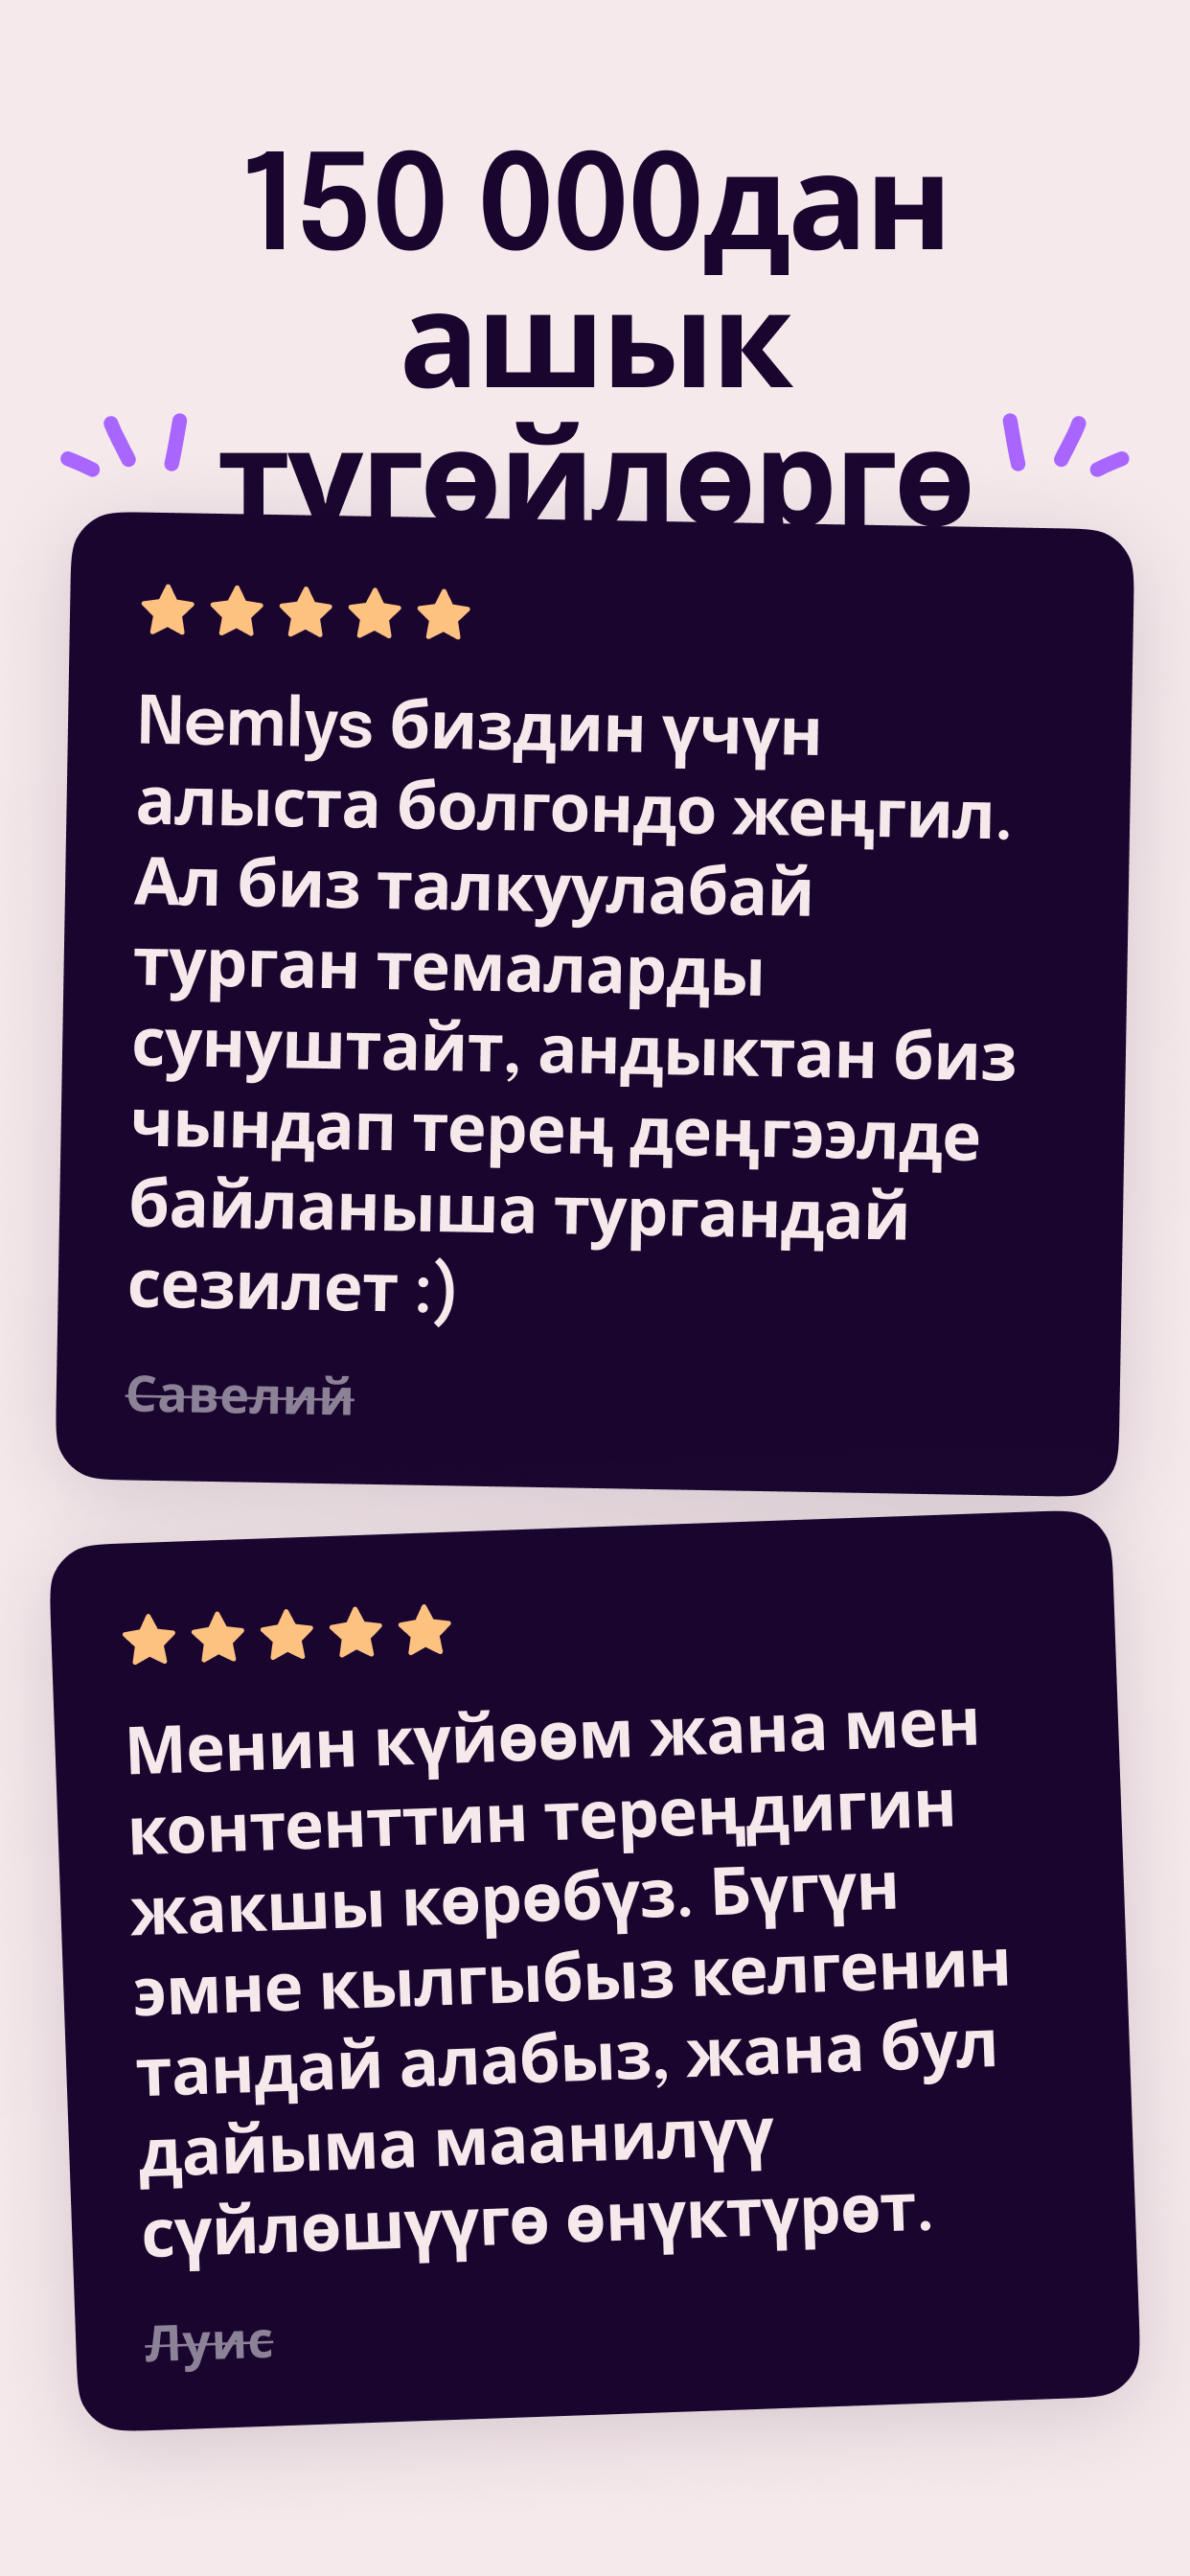 150 000дан
ашык
түгөйлөргө
Nemlys биздин үчүн
алыста болгондо жеңгил.
Ал биз талкуулабай
турган темаларды
сунуштайт, андыктан биз
чындап терең деңгээлде
байланыша тургандай
сезилет :)
Савелий
Менин күйөөм жана мен
контенттин тереңдигин
жакшы көрөбүз. Бүгүн
эмне кылгыбыз келгенин
тандай алабыз, жана бул
дайыма маанилүү
сүйлөшүүгө өнүктүрөт.
Луис